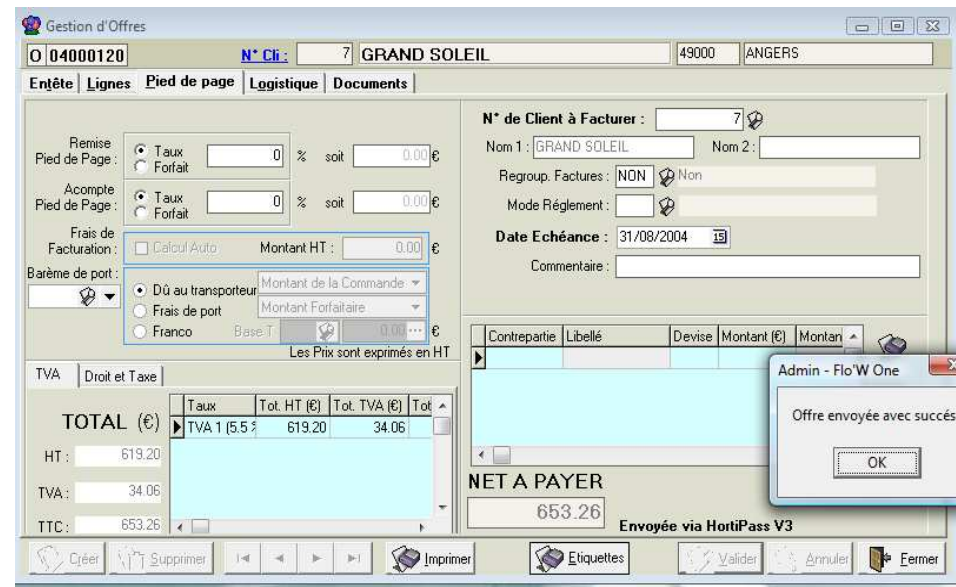 Gestion d'Offres
O 04000120 N° Cli : 7 GRAND SOLEIL 49000 ANGERS
Entête Lignes Pied de page Logistique Documents
N° de Client à Facturer : 7
Nom 1 : GRAND SOLEIL Nom 2 :
Regroup. Factures : NON Non
Mode Réglement :
Date Echéance : 31/08/2004 15
Commentaire :
Remise
Pied de Page :
Taux
Forfait
0 % soit 0.00 €
Acompte
Pied de Page :
Taux
Forfait
0 % soit 0.00 €
Frais de
Facturation :
Calcul Auto Montant HT : 0.00 €
Barème de port :
Dû au transporteur Montant de la Commande
Frais de port Montant Forfaitaire
Franco Base T 0.00 ... €
Les Prix sont exprimés en HT
Contrepartie Libellé Devise Montant (€) Montan
TVA Droit et Taxe
TOTAL (€)
Taux Tot. HT (€) Tot. TVA (€) Tot
TVA 1 (5.5 % 619.20 34.06
HT : 619.20
TVA : 34.06
TTC : 653.26
Admin - Flo'W One
Offre envoyée avec succés
OK
NET A PAYER
653.26
Envoyée via HortiPass V3
Créer Supprimer Imprimer Etiquettes Valider Annuler Fermer